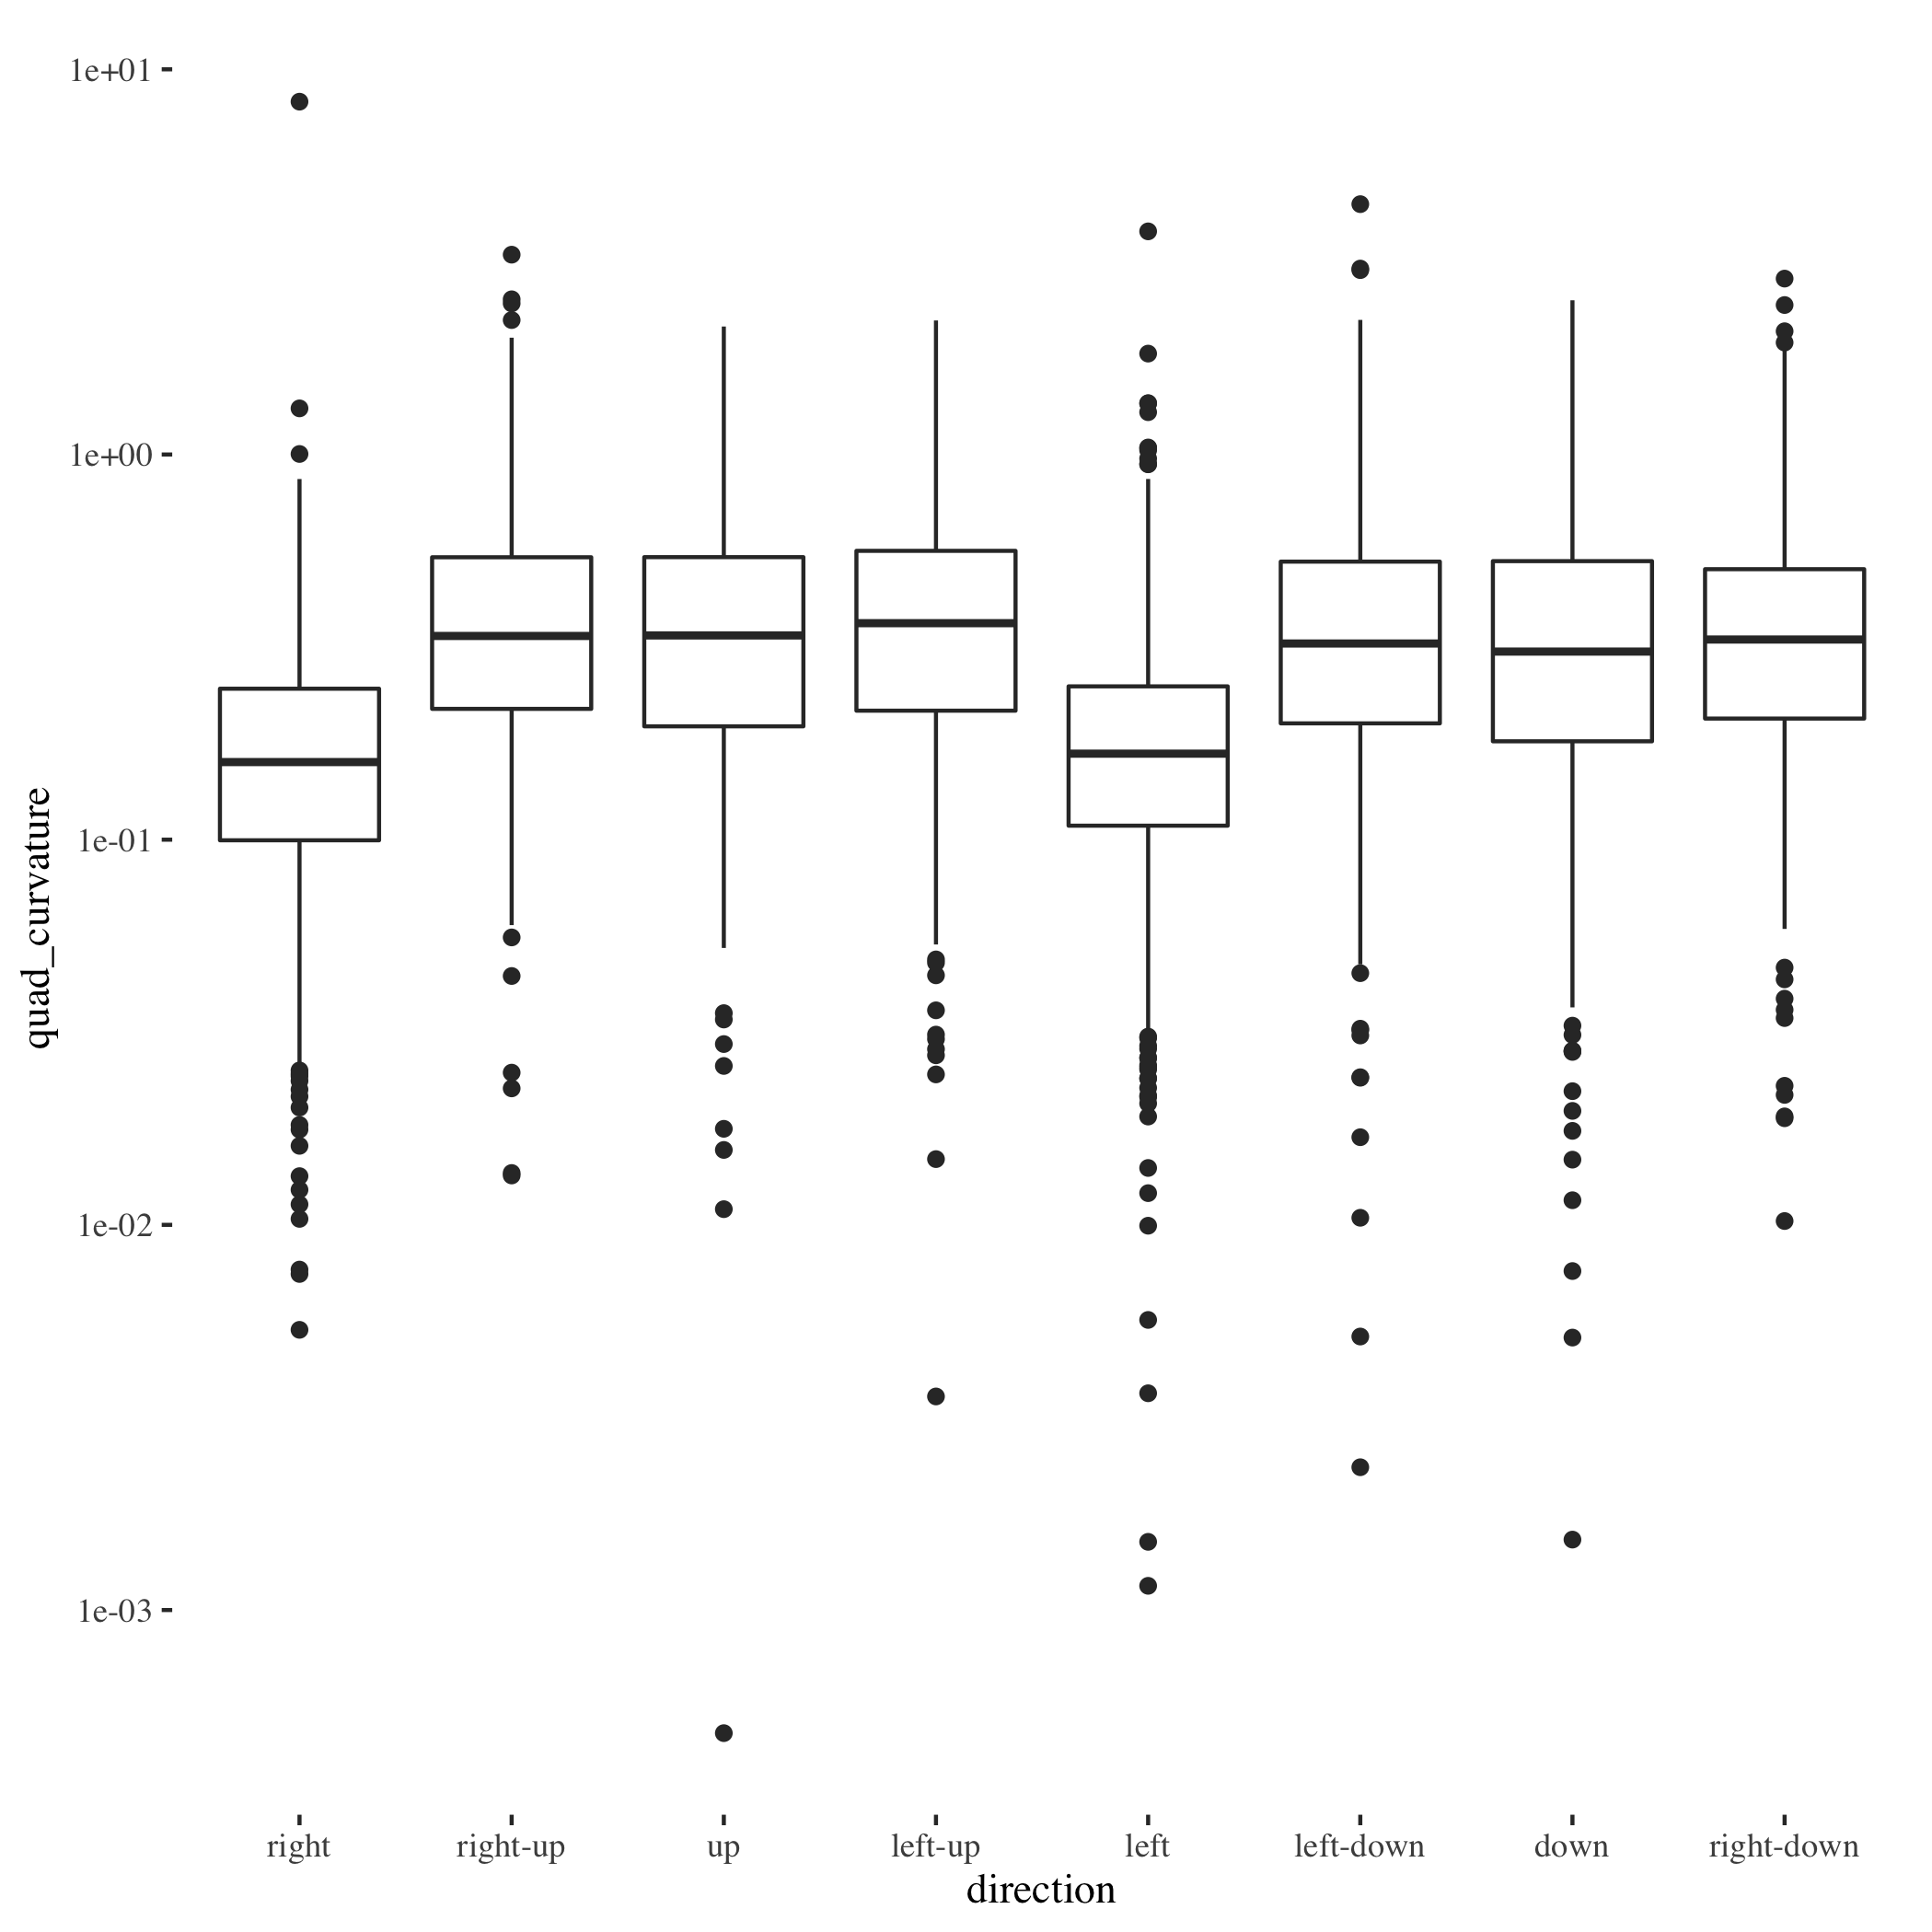 1e+01
1e+00
1e-01
1e-02
1e-03
quad_curvature
right right-up up left-up left left-down down right-down
direction